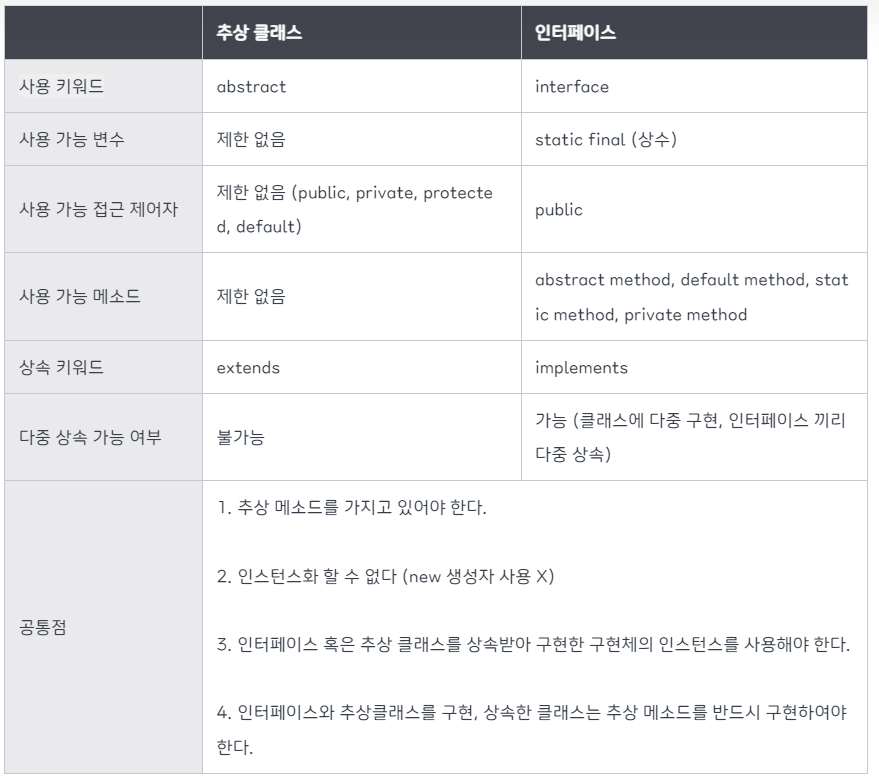 추상 클래스 인터페이스
사용 키워드 abstract interface
사용 가능 변수 제한 없음 static final (상수)
사용 가능 접근 제어자 제한 없음 (public, private, protecte
d, default) public
사용 가능 메소드 제한 없음 abstract method, default method, stat
ic method, private method
상속 키워드 extends implements
다중 상속 가능 여부 불가능 가능 (클래스에 다중 구현, 인터페이스 끼리
다중 상속)
공통점
1. 추상 메소드를 가지고 있어야 한다.
2. 인스턴스화 할 수 없다 (new 생성자 사용 X)
3. 인터페이스 혹은 추상 클래스를 상속받아 구현한 구현체의 인스턴스를 사용해야 한다.
4. 인터페이스와 추상클래스를 구현, 상속한 클래스는 추상 메소드를 반드시 구현하여야
한다.